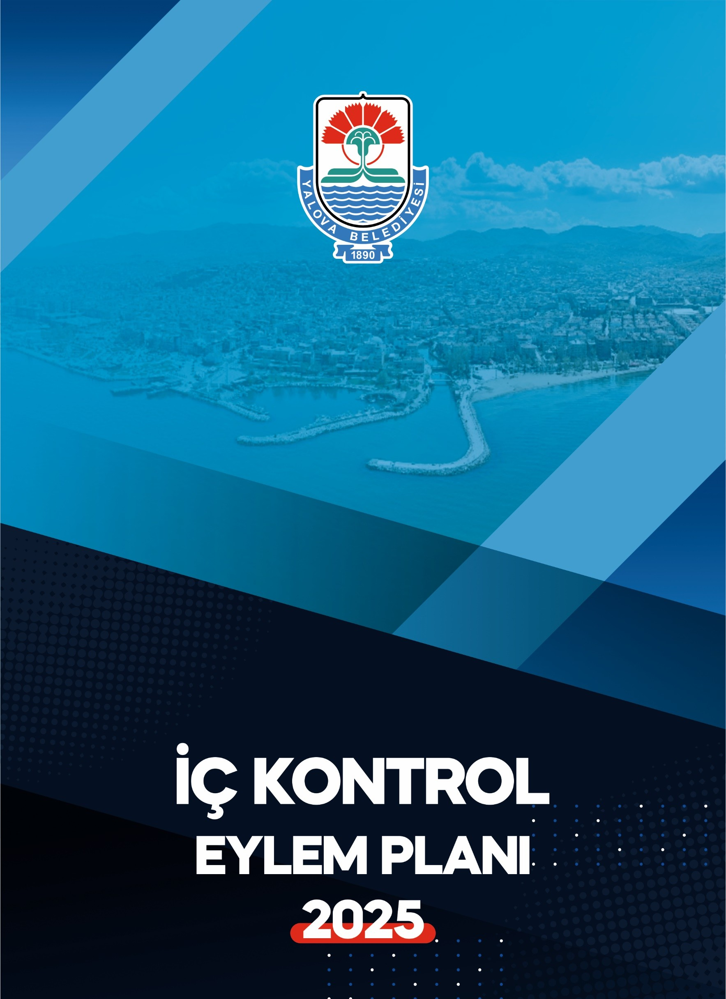 YALOVA BELEDİYESİ
1890
İÇ KONTROL
EYLEM PLANI
2025